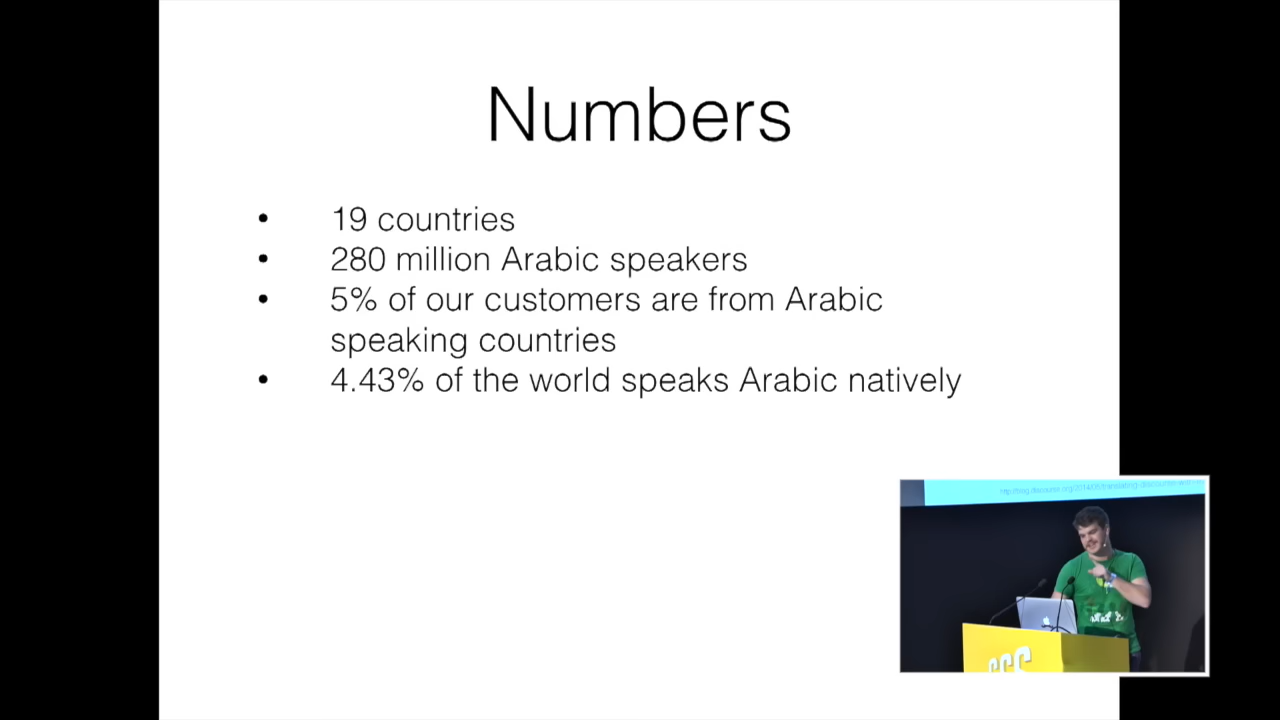 Numbers
• 19 countries
• 280 million Arabic speakers
• 5% of our customers are from Arabic
speaking countries
• 4.43% of the world speaks Arabic natively